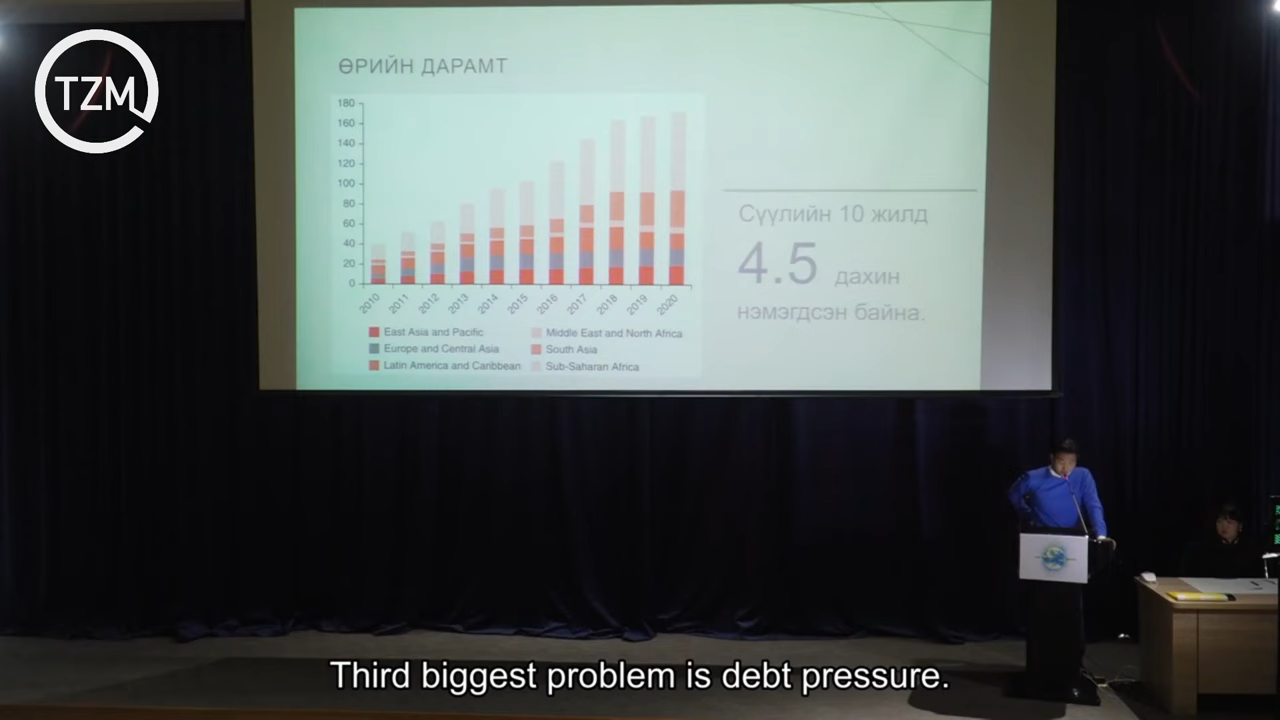 TZM
ӨРИЙН ДАРАМТ
180
160
140
120
100
80
60
40
20
0
2010 2011 2012 2013 2014 2015 2016 2017 2018 2019 2020
East Asia and Pacific
Europe and Central Asia
Latin America and Caribbean
Middle East and North Africa
South Asia
Sub-Saharan Africa
Сүүлийн 10 жилд
4.5 дахин
нэмэгдсэн байна.
Third biggest problem is debt pressure.